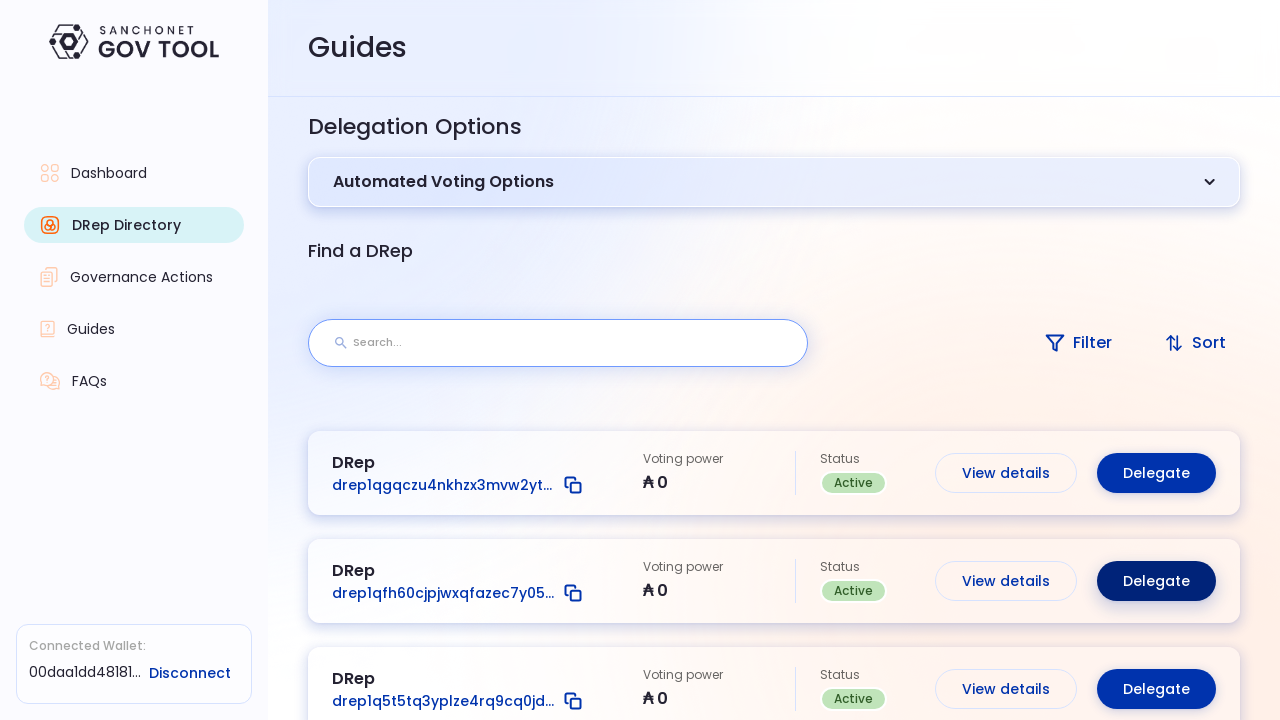 SANCHONET
GOV TOOL
Dashboard
DRep Directory
Governance Actions
Guides
FAQs
Connected Wallet:
00daa1dd48181...
Disconnect
Guides
Delegation Options
Automated Voting Options
Find a DRep
Search...
Filter
Sort
DRep
drep1qgqczu4nkhzx3mvw2yt...
Voting power
₳ 0
Status
Active
View details
Delegate
DRep
drep1qfh60cjpjwxqfazec7y05...
Voting power
₳ 0
Status
Active
View details
Delegate
DRep
drep1q5t5tq3yplze4rq9cq0jd...
Voting power
₳ 0
Status
Active
View details
Delegate